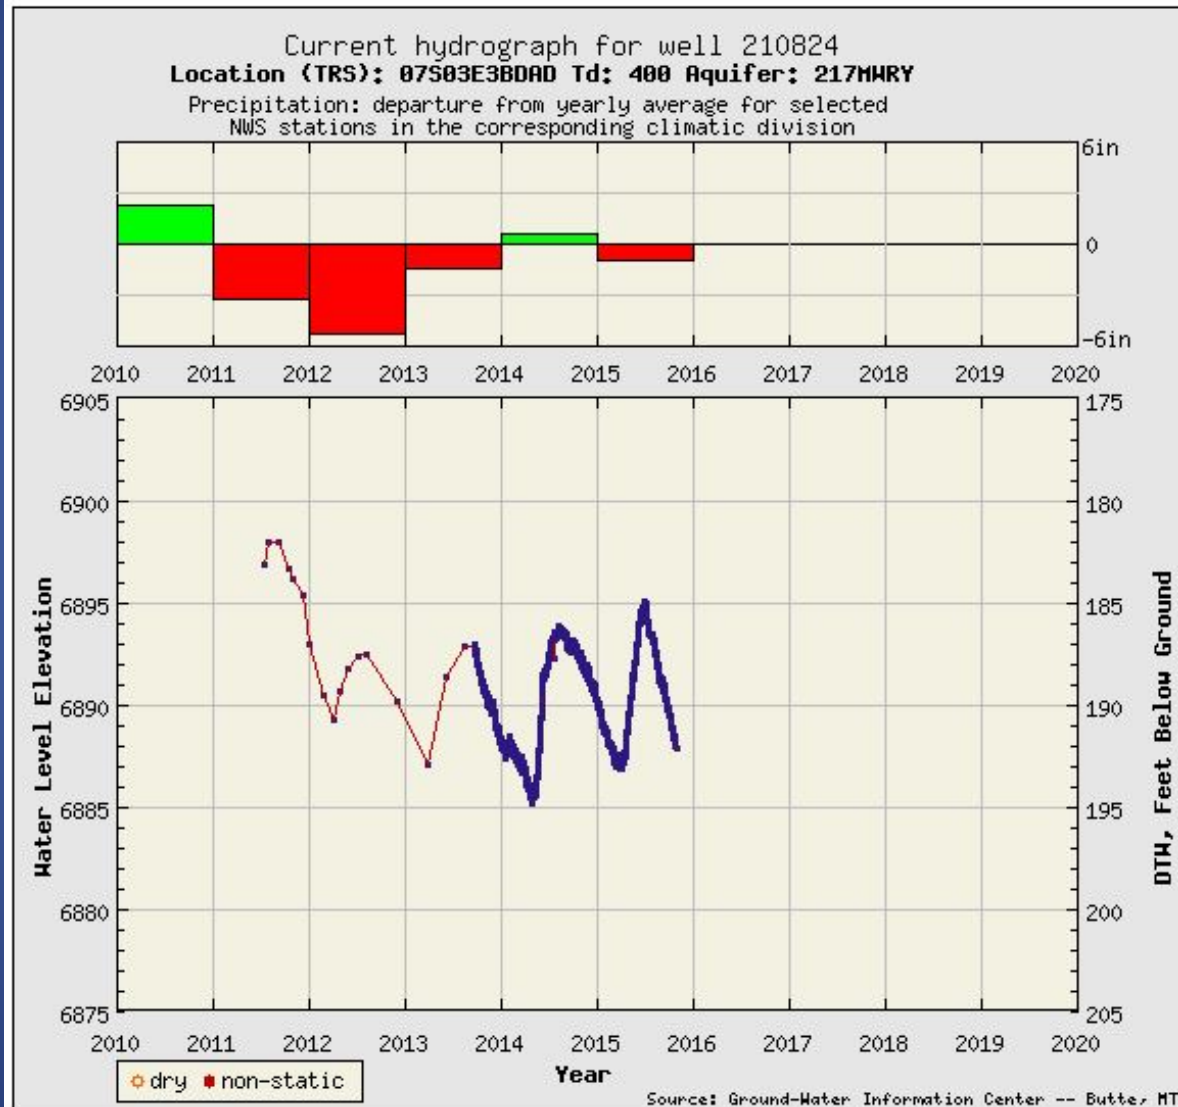 Current hydrograph for well 210824
Location (TRS): 07S03E3BDAD Td: 400 Aquifer: 217MWRY
Precipitation: departure from yearly average for selected
NWS stations in the corresponding climatic division
6in
0
-6in
2010 2011 2012 2013 2014 2015 2016 2017 2018 2019 2020
6905 175
6900 180
6895 185
6890 190
6885 195
6880 200
6875 205
Water Level Elevation
DTW, Feet Below Ground
2010 2011 2012 2013 2014 2015 2016 2017 2018 2019 2020
Year
dry non-static
Source: Ground-Water Information Center -- Butte, MT